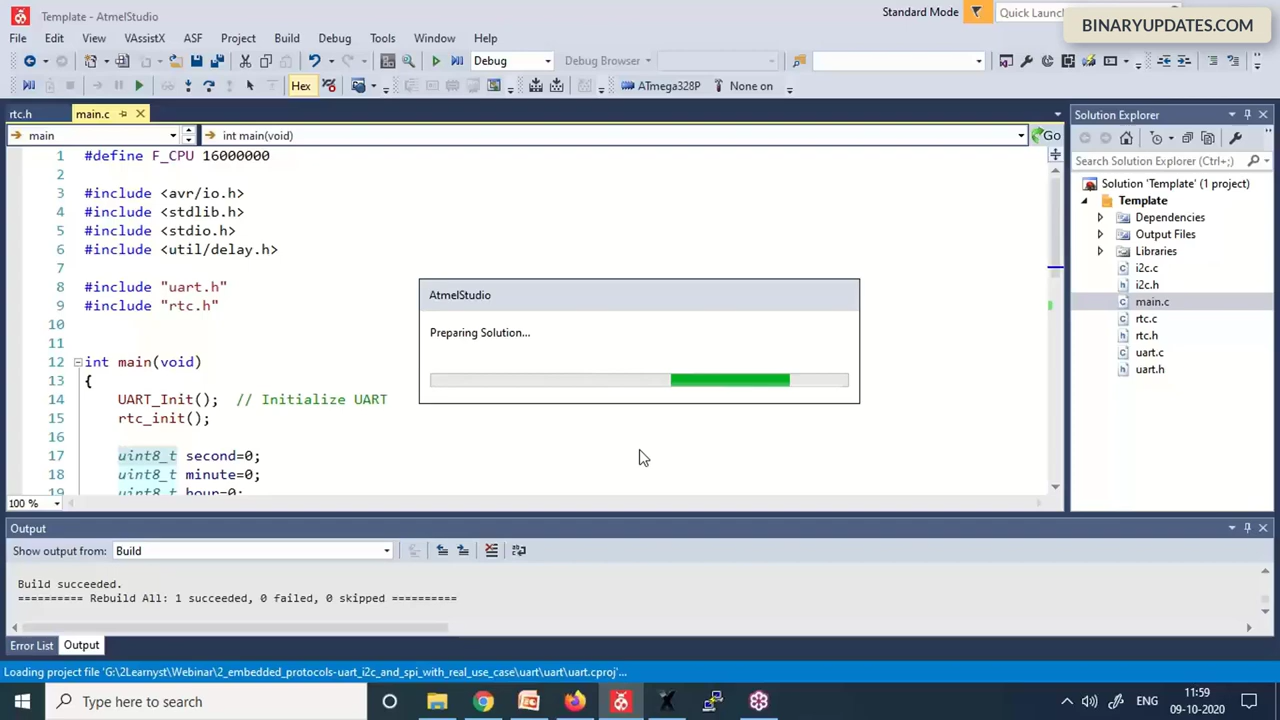 Template - AtmelStudio
Standard Mode
Quick Launc
BINARYUPDATES.COM
File Edit View VAssistX ASF Project Build Debug Tools Window Help
Debug
Debug Browser
Hex
ATmega328P
None on
rtc.h
main.c
main
int main(void)
Go
1 #define F_CPU 16000000
2
3 #include <avr/io.h>
4 #include <stdlib.h>
5 #include <stdio.h>
6 #include <util/delay.h>
7
8 #include "uart.h"
9 #include "rtc.h"
10
11
12 int main(void)
13 {
14 UART_Init(); // Initialize UART
15 rtc_init();
16
17 uint8_t second=0;
18 uint8_t minute=0;
19 uint8_t hour=0;
100 %
AtmelStudio
Preparing Solution...
Solution Explorer
Search Solution Explorer (Ctrl+;)
Solution 'Template' (1 project)
Template
Dependencies
Output Files
Libraries
i2c.c
i2c.h
main.c
rtc.c
rtc.h
uart.c
uart.h
Output
Show output from: Build
Build succeeded.
========== Rebuild All: 1 succeeded, 0 failed, 0 skipped ==========
Error List
Output
Loading project file 'G:\2Learnyst\Webinar\2_embedded_protocols-uart_i2c_and_spi_with_real_use_case\uart\uart\uart.cproj'...
Type here to search
ENG
11:59
09-10-2020